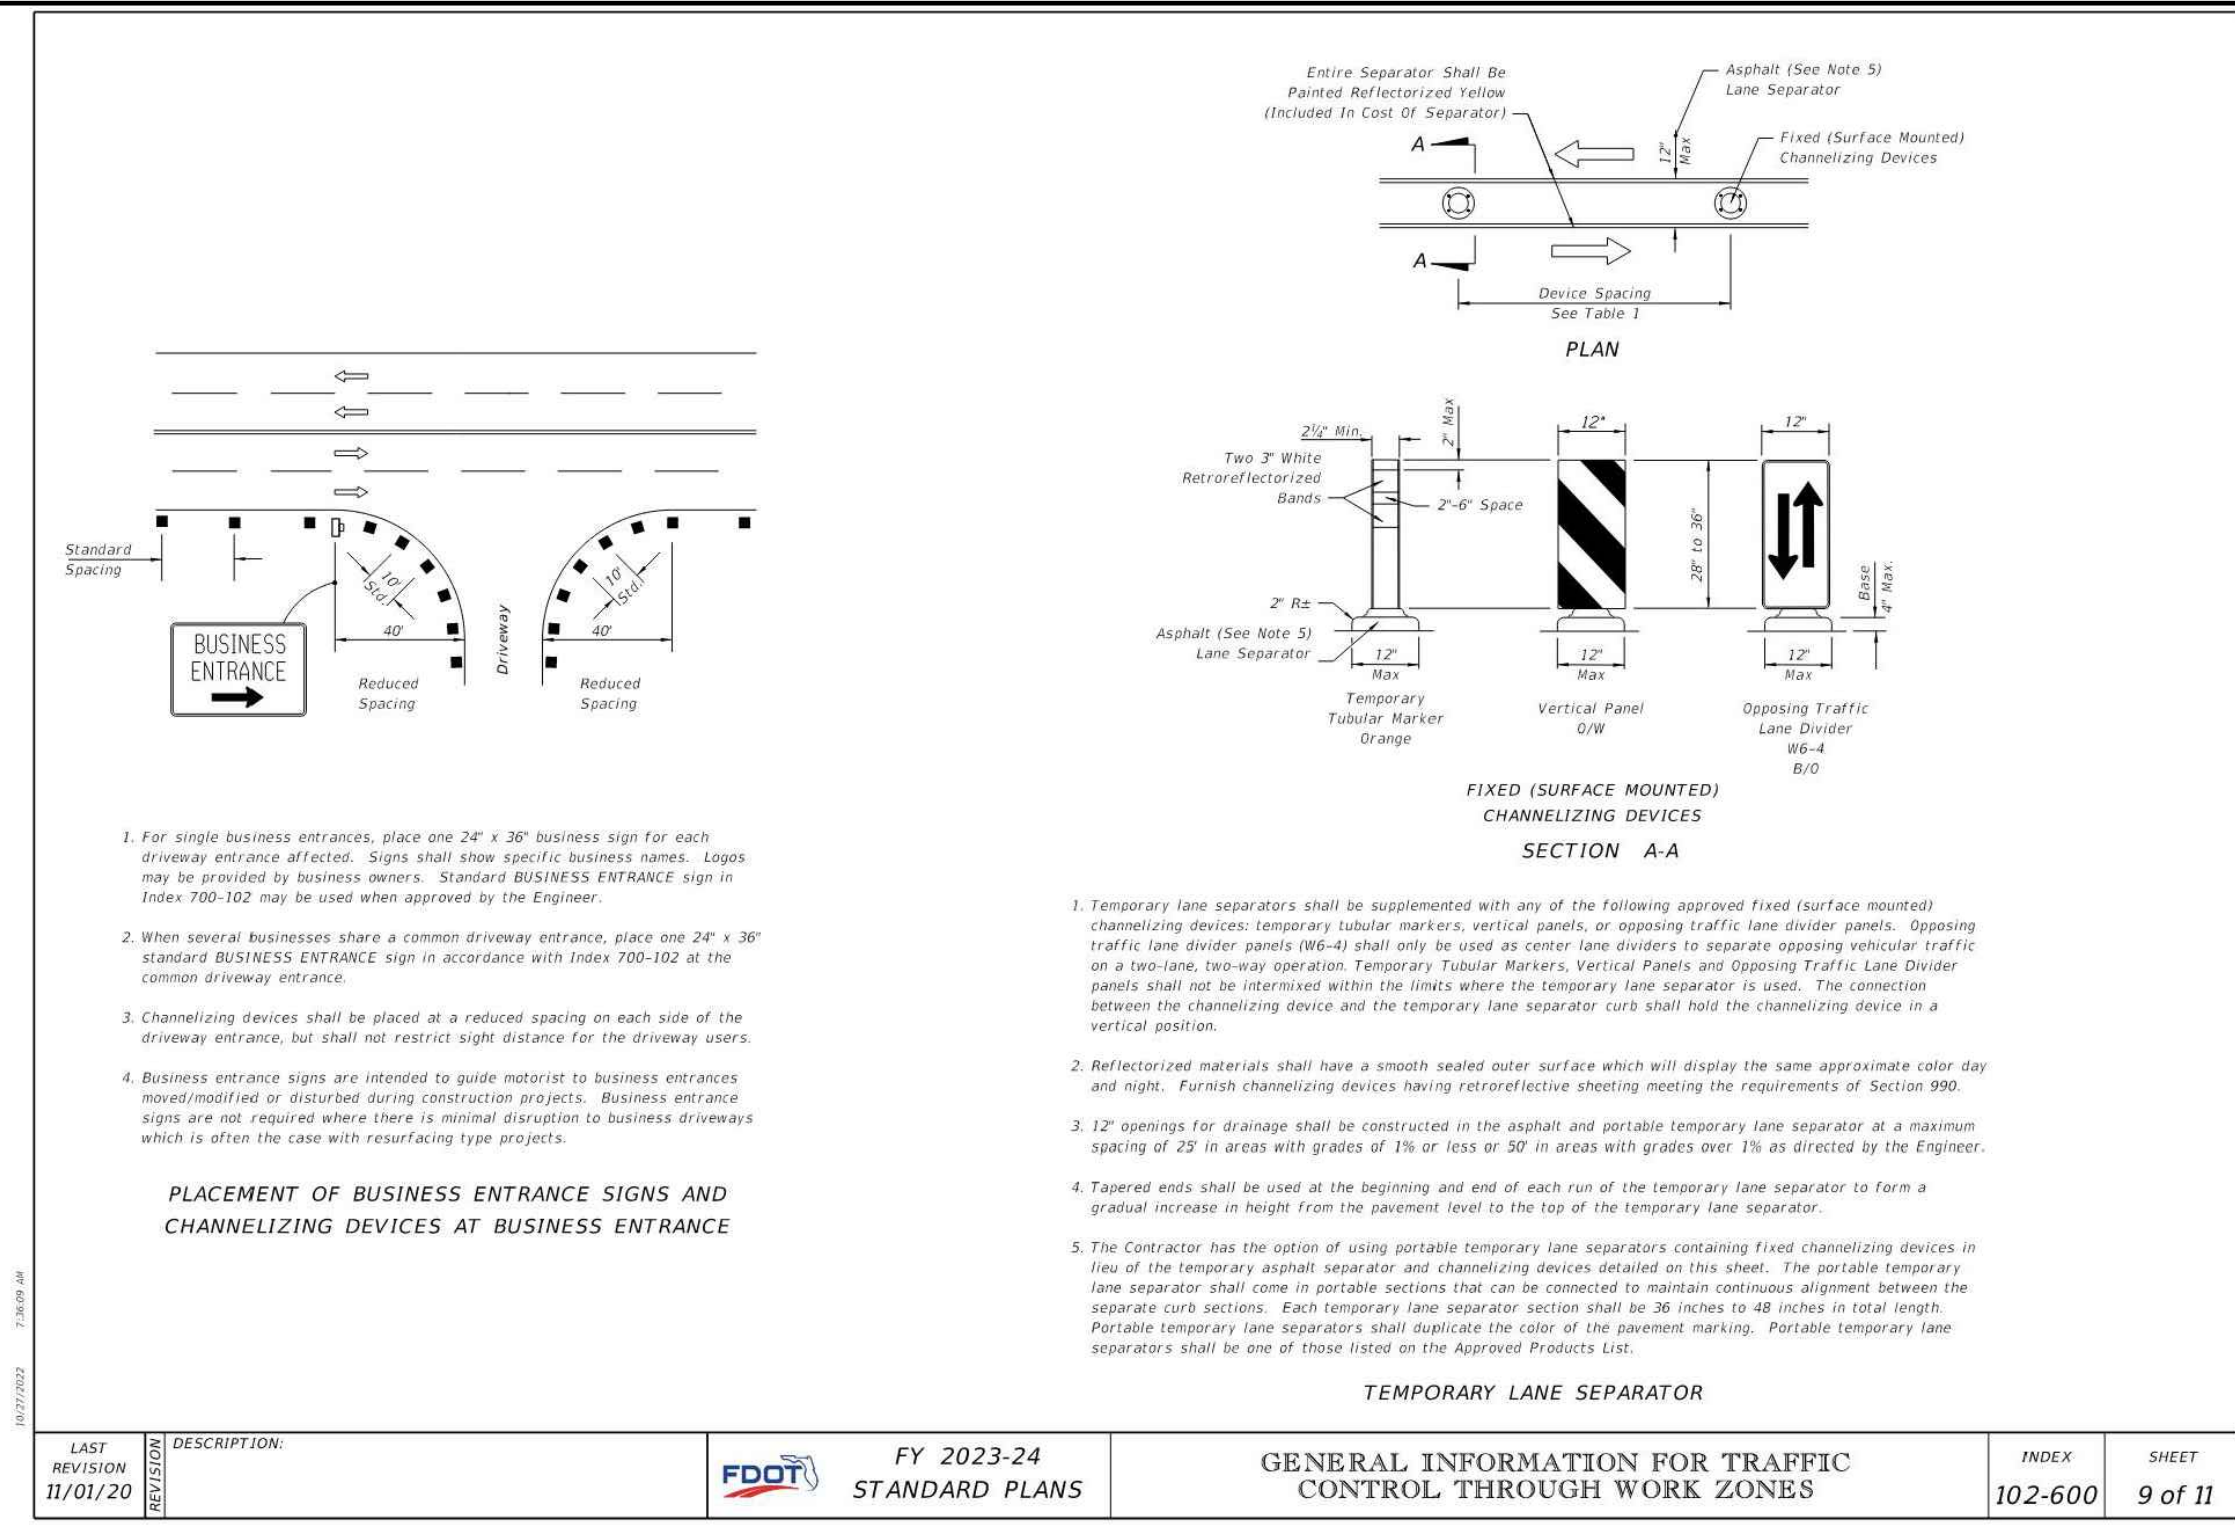 Entire Separator Shall Be
Painted Reflectorized Yellow
(Included In Cost Of Separator)
Asphalt (See Note 5)
Lane Separator
Fixed (Surface Mounted)
Channelizing Devices
12"
Max
A
A
Device Spacing
See Table 1
PLAN
Standard
Spacing
BUSINESS
ENTRANCE
10'
Std.
40'
Reduced
Spacing
Driveway
10'
Std.
40'
Reduced
Spacing
2¼" Min.
2" Max
Two 3" White
Retroreflectorized
Bands
2"-6" Space
2" R±
Asphalt (See Note 5)
Lane Separator
12"
Max
Temporary
Tubular Marker
Orange
12"
12"
Max
Vertical Panel
O/W
28" to 36"
12"
Base
4" Max.
12"
Max
Opposing Traffic
Lane Divider
W6-4
B/O
FIXED (SURFACE MOUNTED)
CHANNELIZING DEVICES
SECTION A-A
1. For single business entrances, place one 24" x 36" business sign for each
driveway entrance affected. Signs shall show specific business names. Logos
may be provided by business owners. Standard BUSINESS ENTRANCE sign in
Index 700-102 may be used when approved by the Engineer.
2. When several businesses share a common driveway entrance, place one 24" x 36"
standard BUSINESS ENTRANCE sign in accordance with Index 700-102 at the
common driveway entrance.
3. Channelizing devices shall be placed at a reduced spacing on each side of the
driveway entrance, but shall not restrict sight distance for the driveway users.
4. Business entrance signs are intended to guide motorist to business entrances
moved/modified or disturbed during construction projects. Business entrance
signs are not required where there is minimal disruption to business driveways
which is often the case with resurfacing type projects.
PLACEMENT OF BUSINESS ENTRANCE SIGNS AND
CHANNELIZING DEVICES AT BUSINESS ENTRANCE
1. Temporary lane separators shall be supplemented with any of the following approved fixed (surface mounted)
channelizing devices: temporary tubular markers, vertical panels, or opposing traffic lane divider panels. Opposing
traffic lane divider panels (W6-4) shall only be used as center lane dividers to separate opposing vehicular traffic
on a two-lane, two-way operation. Temporary Tubular Markers, Vertical Panels and Opposing Traffic Lane Divider
panels shall not be intermixed within the limits where the temporary lane separator is used. The connection
between the channelizing device and the temporary lane separator curb shall hold the channelizing device in a
vertical position.
2. Reflectorized materials shall have a smooth sealed outer surface which will display the same approximate color day
and night. Furnish channelizing devices having retroreflective sheeting meeting the requirements of Section 990.
3. 12" openings for drainage shall be constructed in the asphalt and portable temporary lane separator at a maximum
spacing of 25' in areas with grades of 1% or less or 50' in areas with grades over 1% as directed by the Engineer.
4. Tapered ends shall be used at the beginning and end of each run of the temporary lane separator to form a
gradual increase in height from the pavement level to the top of the temporary lane separator.
5. The Contractor has the option of using portable temporary lane separators containing fixed channelizing devices in
lieu of the temporary asphalt separator and channelizing devices detailed on this sheet. The portable temporary
lane separator shall come in portable sections that can be connected to maintain continuous alignment between the
separate curb sections. Each temporary lane separator section shall be 36 inches to 48 inches in total length.
Portable temporary lane separators shall duplicate the color of the pavement marking. Portable temporary lane
separators shall be one of those listed on the Approved Products List.
TEMPORARY LANE SEPARATOR
10/27/2022 7:36:09 AM
LAST
REVISION
11/01/20
REVISION
DESCRIPTION:
FDOT
FY 2023-24
STANDARD PLANS
GENERAL INFORMATION FOR TRAFFIC
CONTROL THROUGH WORK ZONES
INDEX
102-600
SHEET
9 of 11